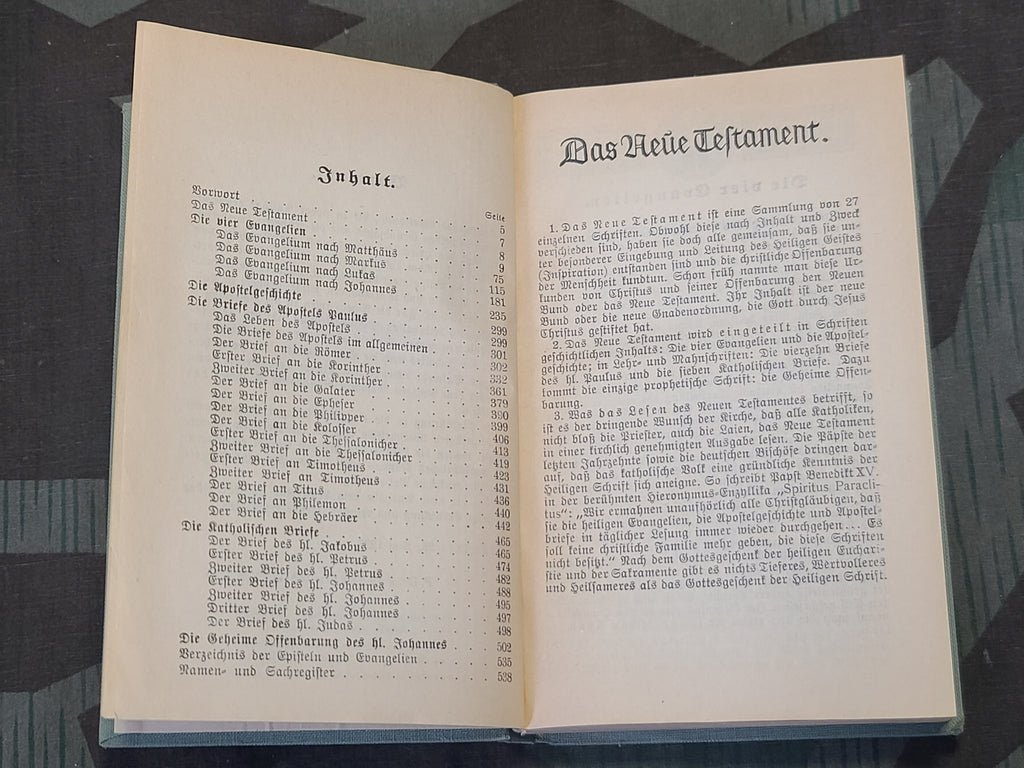 Inhalt.
Seite
Vorwort . . . 5
Das Neue Testament . . . 7
Die vier Evangelien . . . 8
Das Evangelium nach Matthäus . . . 9
Das Evangelium nach Markus . . . 75
Das Evangelium nach Lukas . . . 115
Das Evangelium nach Johannes . . . 181
Die Apostelgeschichte . . . 235
Die Briefe des Apostels Paulus . . . 299
Das Leben des Apostels . . . 299
Die Briefe des Apostels im allgemeinen . . . 301
Der Brief an die Römer . . . 302
Erster Brief an die Korinther . . . 332
Zweiter Brief an die Korinther . . . 361
Der Brief an die Galater . . . 379
Der Brief an die Epheser . . . 390
Der Brief an die Philipper . . . 399
Der Brief an die Kolosser . . . 406
Erster Brief an die Thessalonicher . . . 413
Zweiter Brief an die Thessalonicher . . . 419
Erster Brief an Timotheus . . . 423
Zweiter Brief an Timotheus . . . 431
Der Brief an Titus . . . 436
Der Brief an Philemon . . . 440
Der Brief an die Hebräer . . . 442
Die Katholischen Briefe . . . 465
Der Brief des hl. Jakobus . . . 465
Erster Brief des hl. Petrus . . . 474
Zweiter Brief des hl. Petrus . . . 482
Erster Brief des hl. Johannes . . . 488
Zweiter Brief des hl. Johannes . . . 495
Dritter Brief des hl. Johannes . . . 497
Der Brief des hl. Judas . . . 498
Die Geheime Offenbarung des hl. Johannes . . . 502
Verzeichnis der Episteln und Evangelien . . . 535
Namen- und Sachregister . . . 538
Das Neue Testament.
1. Das Neue Testament ist eine Sammlung von 27
einzelnen Schriften. Obwohl diese nach Inhalt und Zweck
verschieden sind, haben sie doch alle gemeinsam, daß sie un-
ter besonderer Eingebung und Leitung des Heiligen Geistes
(Inspiration) entstanden sind und die christliche Offenbarung
der Menschheit kundtun. Schon früh nannte man diese Ur-
kunden von Christus und seiner Offenbarung den Neuen
Bund oder das Neue Testament. Ihr Inhalt ist der neue
Bund oder die neue Gnadenordnung, die Gott durch Jesus
Christus gestiftet hat.
2. Das Neue Testament wird eingeteilt in Schriften
geschichtlichen Inhalts: Die vier Evangelien und die Apostel-
geschichte; in Lehr- und Mahnschriften: Die vierzehn Briefe
des hl. Paulus und die sieben Katholischen Briefe. Dazu
kommt die einzige prophetische Schrift: die Geheime Offen-
barung.
3. Was das Lesen des Neuen Testamentes betrifft, so
ist es der dringende Wunsch der Kirche, daß alle Katholiken,
nicht bloß die Priester, auch die Laien, das Neue Testament
in einer kirchlich genehmigten Ausgabe lesen. Die Päpste der
letzten Jahrzehnte sowie die deutschen Bischöfe dringen dar-
auf, daß das katholische Volk eine gründliche Kenntnis der
Heiligen Schrift sich aneigne. So schreibt Papst Benedikt XV.
in der berühmten Hieronymus-Enzyklika „Spiritus Paracli-
tus“: „Wir ermahnen unaufhörlich alle Christgläubigen, daß
sie die heiligen Evangelien, die Apostelgeschichte und Apostel-
briefe in täglicher Lesung immer wieder durchgehen... Es
soll keine christliche Familie mehr geben, die diese Schriften
nicht besitzt.“ Nach dem Gottesgeschenk der heiligen Euchari-
stie und der Sakramente gibt es nichts Tieferes, Wertvolleres
und Heilsameres als das Gottesgeschenk der Heiligen Schrift.